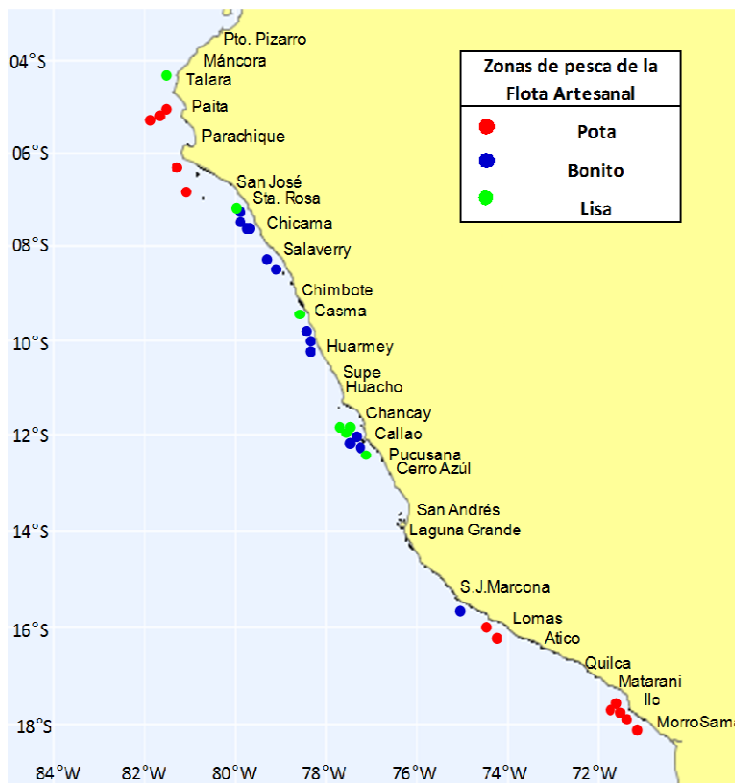 Pto. Pizarro
04°S
Máncora
Talara
Zonas de pesca de la
Flota Artesanal
Paita
Pota
Parachique
06°S
Bonito
San José
Sta. Rosa
Lisa
Chicama
08°S
Salaverry
Chimbote
Casma
10°S
Huarmey
Supe
Huacho
Chancay
12°S
Callao
Pucusana
Cerro Azúl
San Andrés
14°S
Laguna Grande
S.J.Marcona
Lomas
16°S
Atico
Quilca
Matarani
Ilo
18°S
MorroSama
84°W 82°W 80°W 78°W 76°W 74°W 72°W